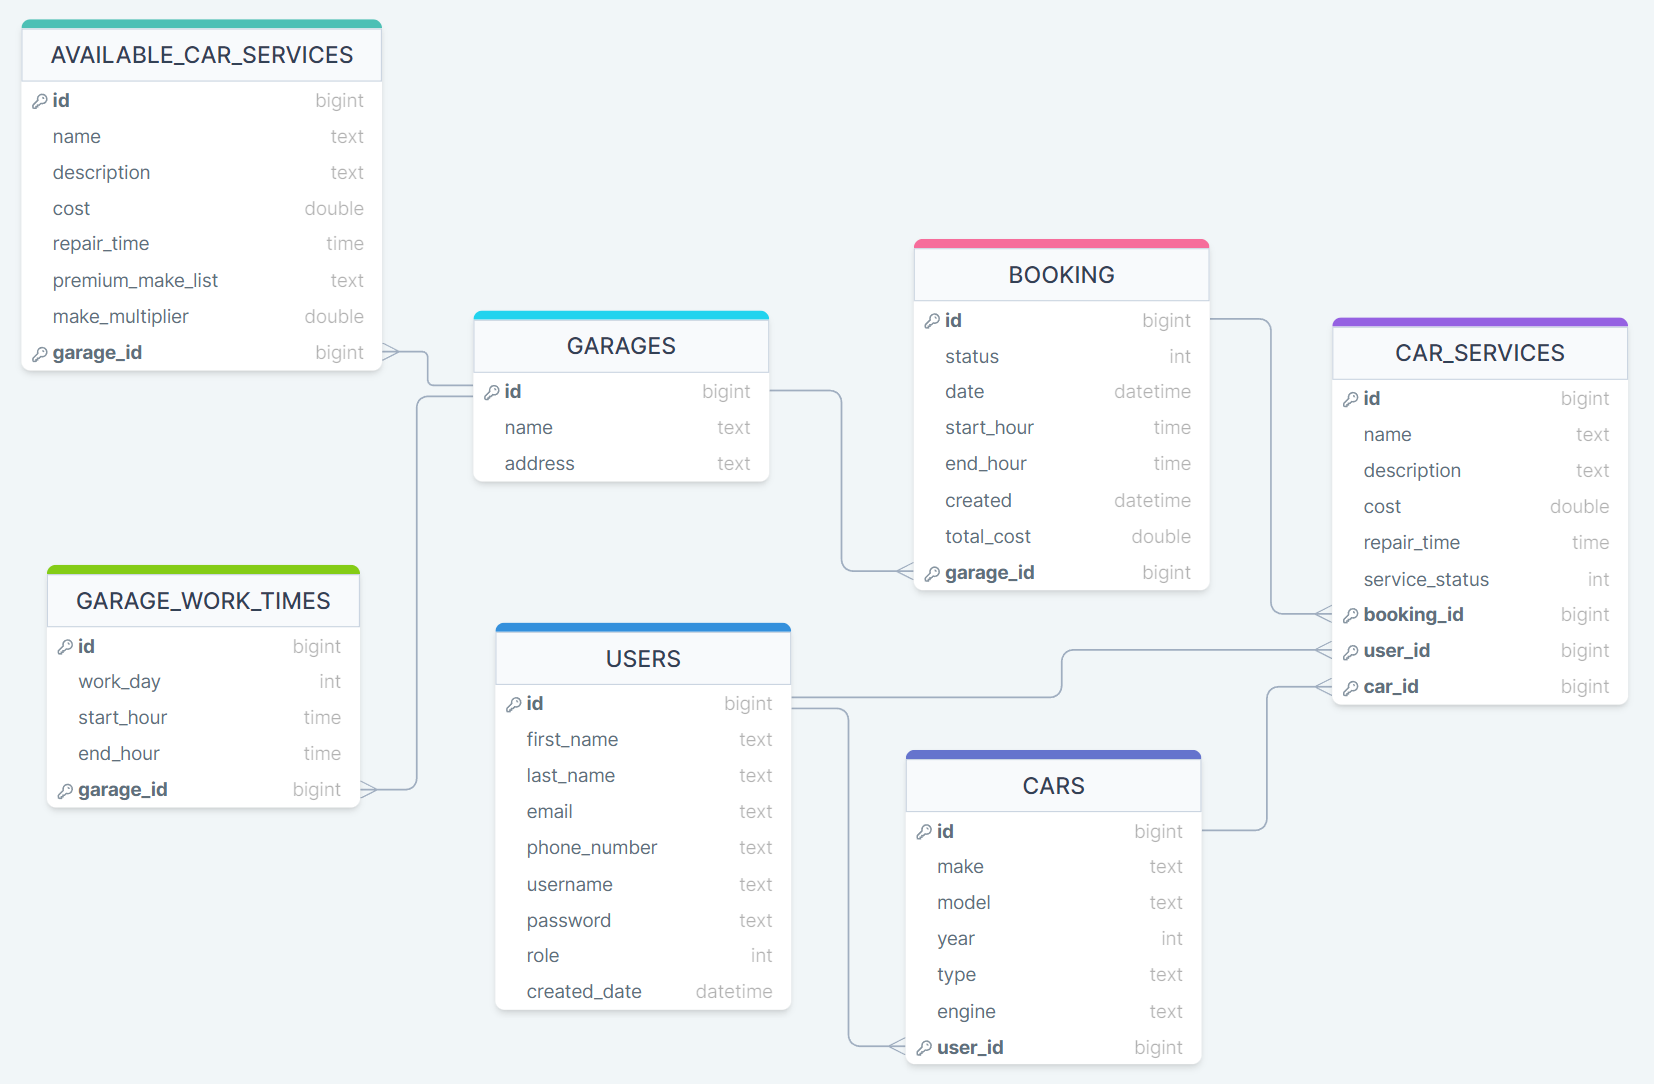 AVAILABLE_CAR_SERVICES
id bigint
name text
description text
cost double
repair_time time
premium_make_list text
make_multiplier double
garage_id bigint
GARAGES
id bigint
name text
address text
BOOKING
id bigint
status int
date datetime
start_hour time
end_hour time
created datetime
total_cost double
garage_id bigint
CAR_SERVICES
id bigint
name text
description text
cost double
repair_time time
service_status int
booking_id bigint
user_id bigint
car_id bigint
GARAGE_WORK_TIMES
id bigint
work_day int
start_hour time
end_hour time
garage_id bigint
USERS
id bigint
first_name text
last_name text
email text
phone_number text
username text
password text
role int
created_date datetime
CARS
id bigint
make text
model text
year int
type text
engine text
user_id bigint